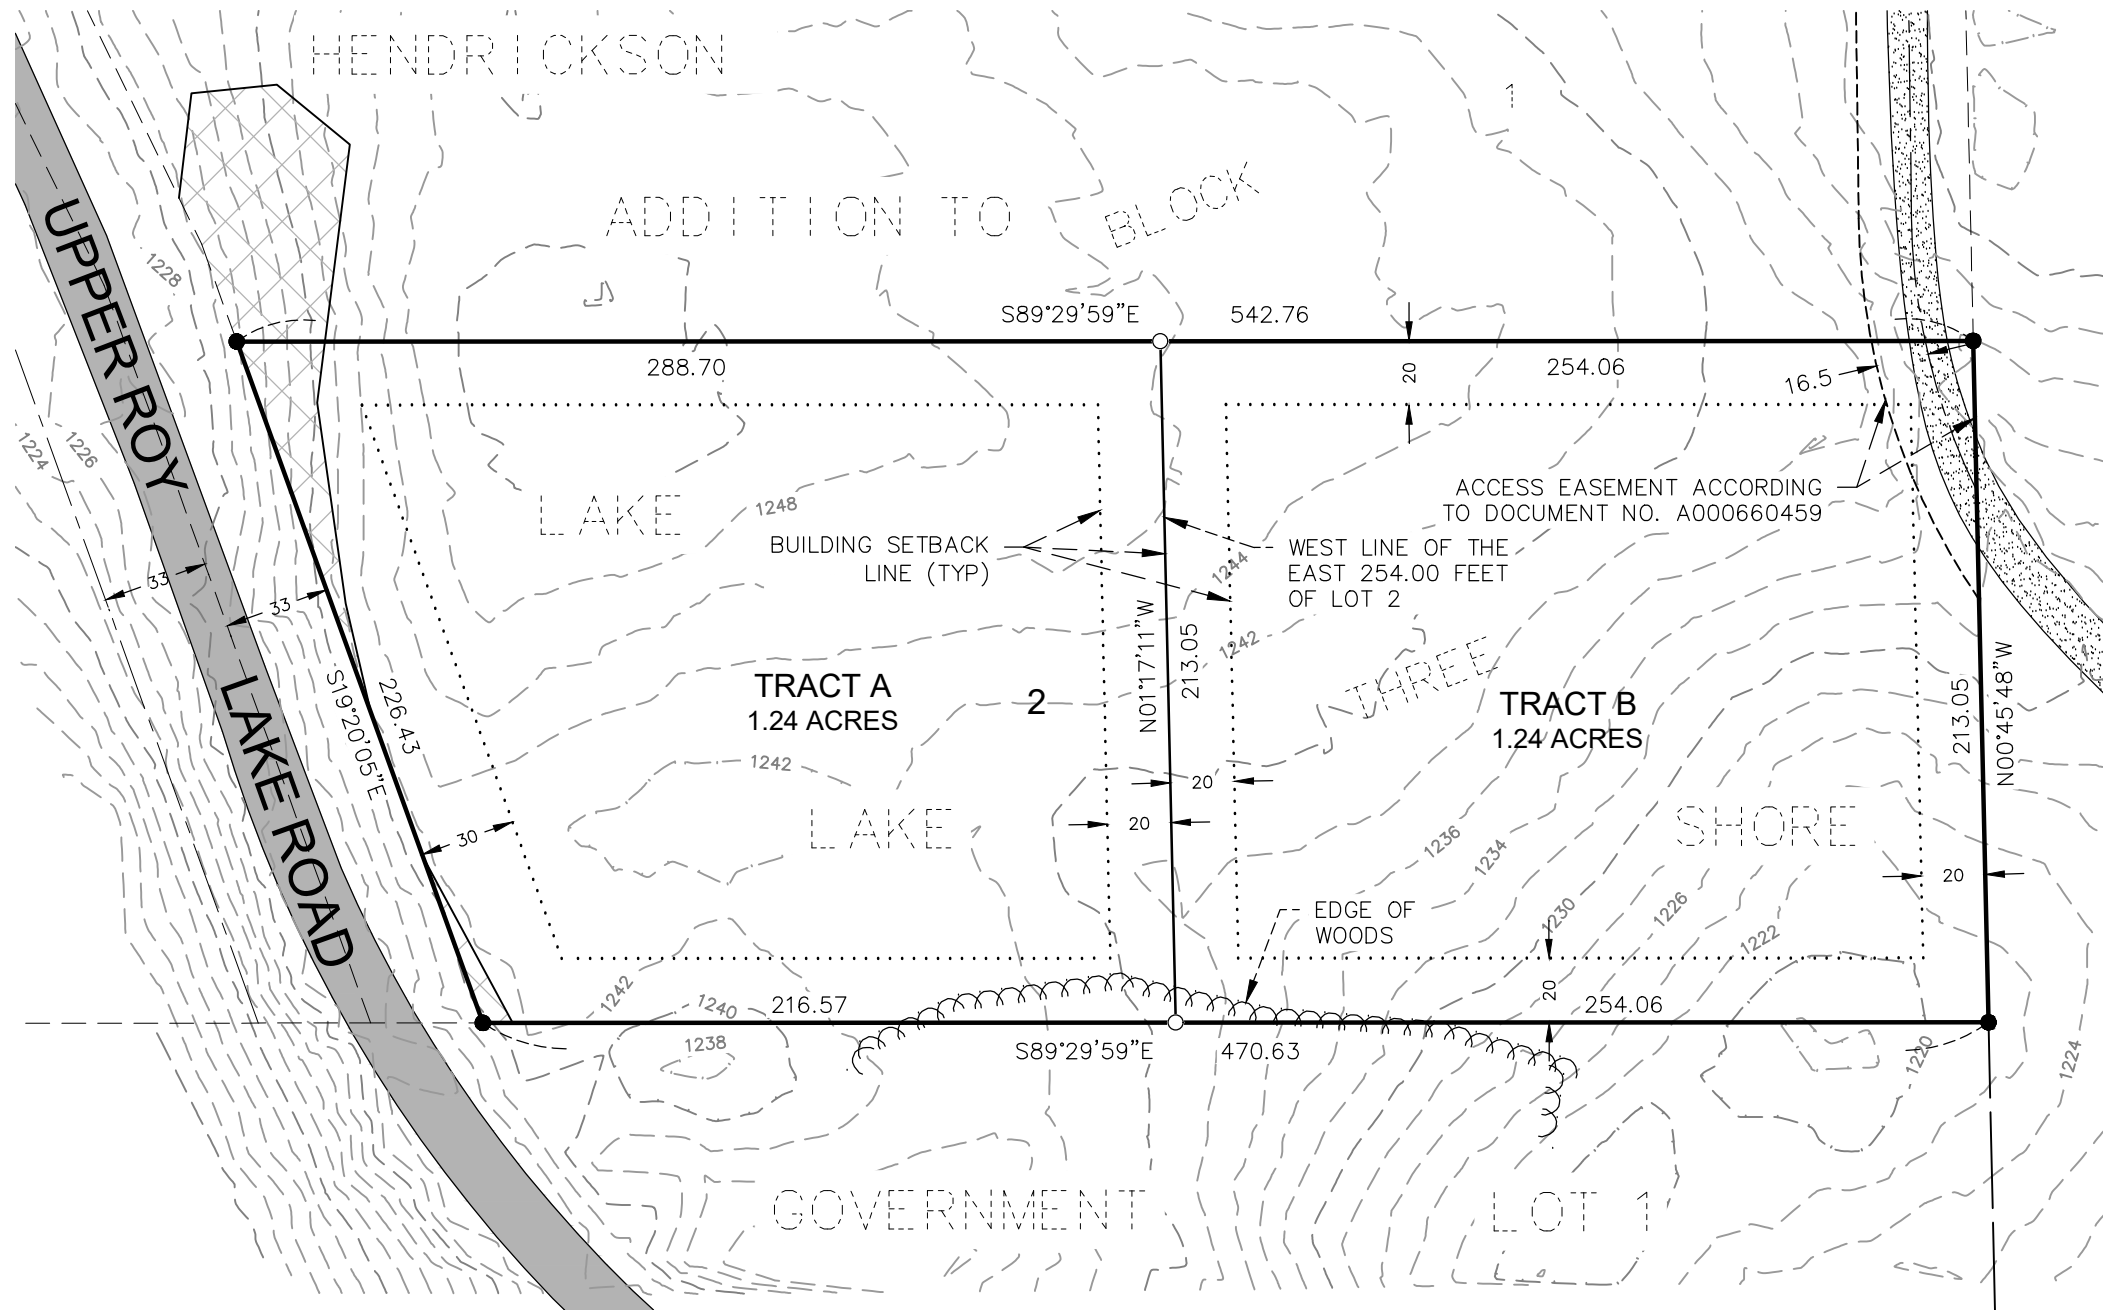 HENDRICKSON
1
ADDITION TO
BLOCK
UPPER ROY
LAKE ROAD
1228
S89°29'59"E
542.76
288.70
20
254.06
16.5
1224
1226
LAKE
1248
ACCESS EASEMENT ACCORDING
TO DOCUMENT NO. A000660459
BUILDING SETBACK
LINE (TYP)
WEST LINE OF THE
EAST 254.00 FEET
OF LOT 2
1244
33
33
N01°17'11"W
213.05
1242
THREE
S19°20'05"E
226.43
TRACT A
1.24 ACRES
2
TRACT B
1.24 ACRES
213.05
N00°45'48"W
1242
20
20
30
LAKE
1236
1234
SHORE
20
EDGE OF
WOODS
1230
1226
1222
1242
1240
1238
216.57
20
254.06
S89°29'59"E
470.63
1220
1224
GOVERNMENT
LOT 1